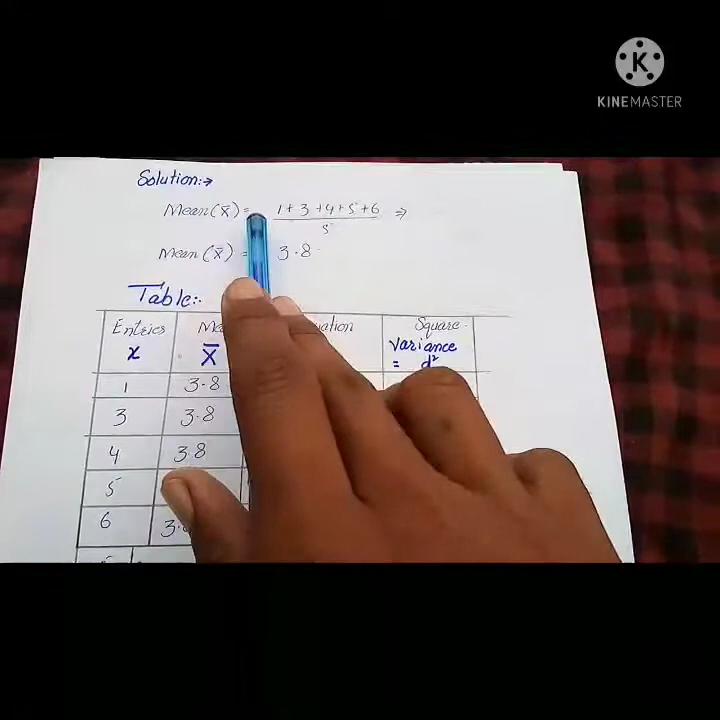 K
KINEMASTER
Solution:→
Mean(x̄)= 1+3+4+5+6 ⇒
5
Mean(x̄) = 3.8
Table:-
Entries Square
x X̄ Variance
= d²
1 3.8
3 3.8
4 3.8
5
6